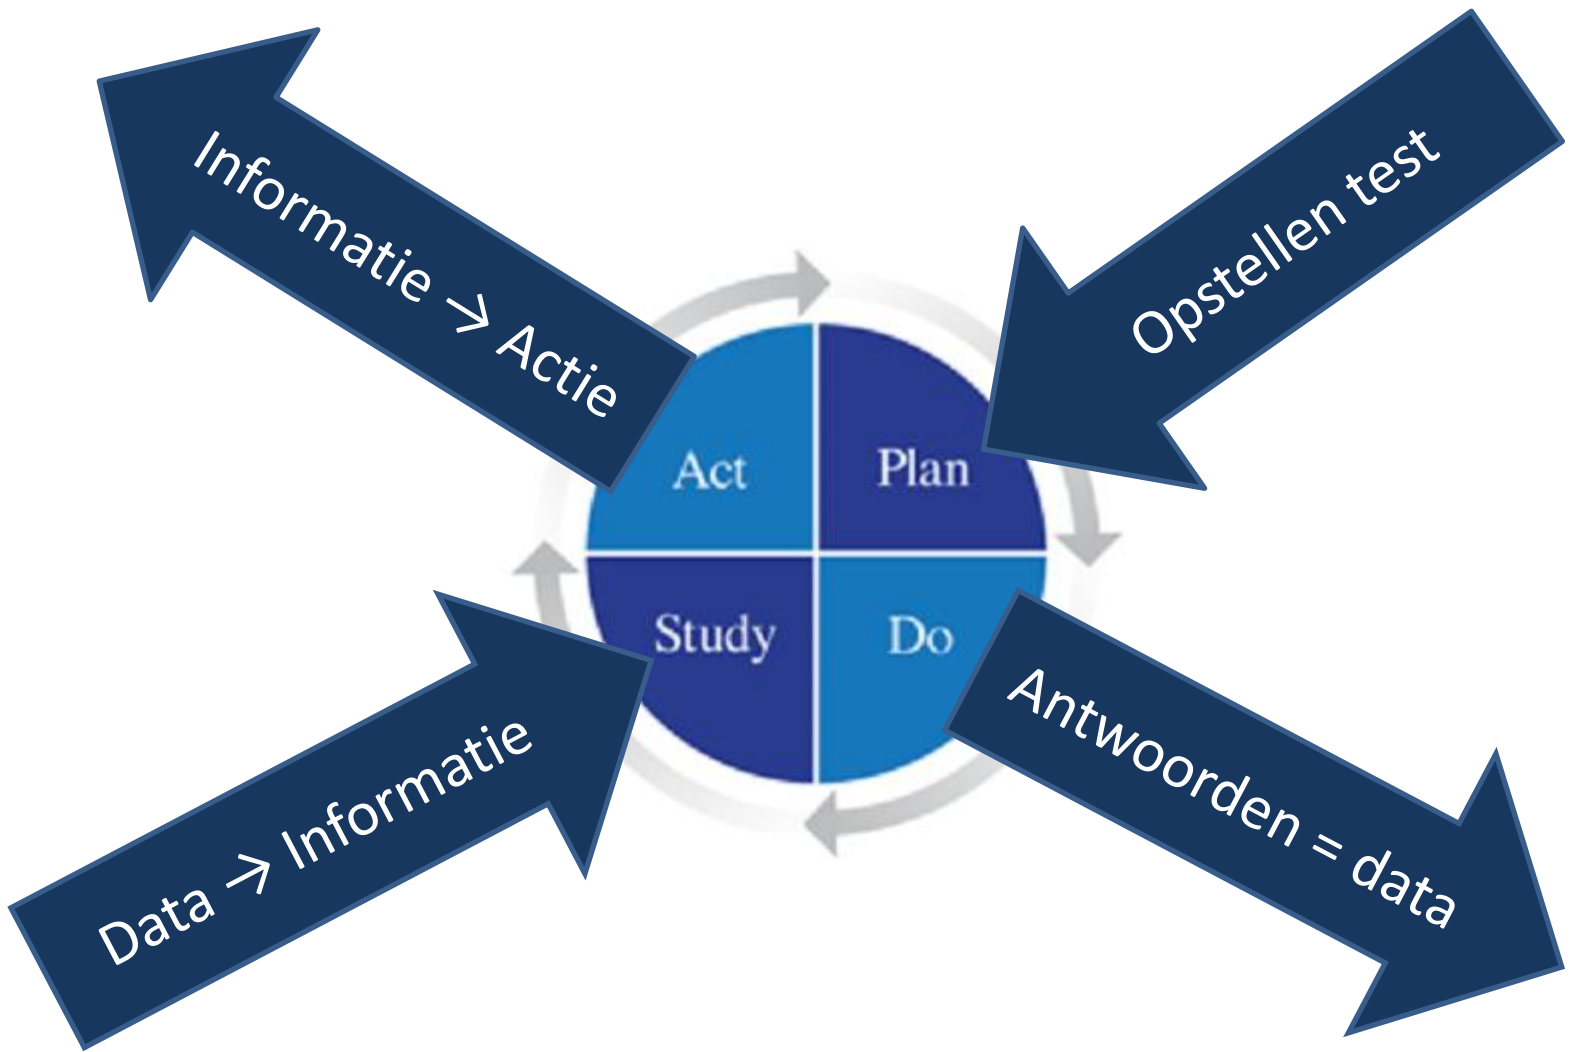 Informatie → Actie
Opstellen test
Act
Plan
Study
Do
Data → Informatie
Antwoorden = data